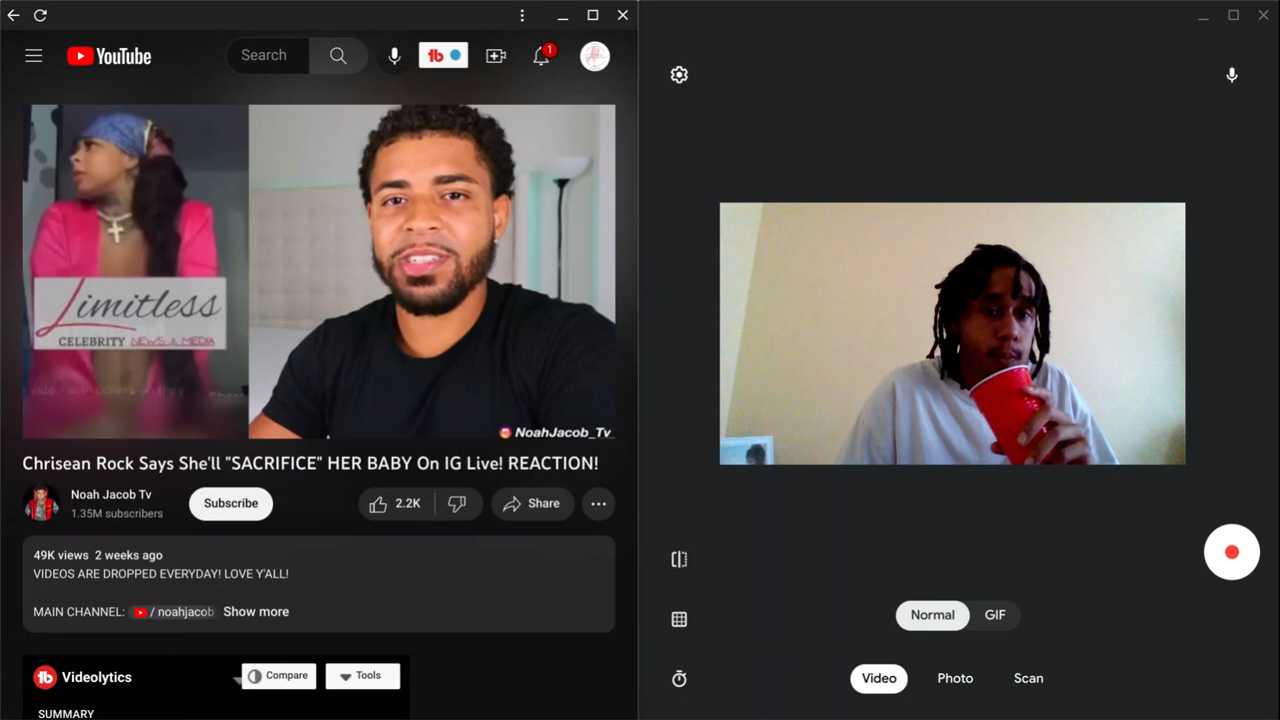 YouTube
Search
1
Limitless
CELEBRITY NEWS & MEDIA
NoahJacob_Tv
Chrisean Rock Says She'll "SACRIFICE" HER BABY On IG Live! REACTION!
Noah Jacob Tv
1.35M subscribers
Subscribe
2.2K
Share
49K views 2 weeks ago
VIDEOS ARE DROPPED EVERYDAY! LOVE Y'ALL!
MAIN CHANNEL: / noahjacob Show more
Videolytics
Compare
Tools
SUMMARY
Normal
GIF
Video
Photo
Scan